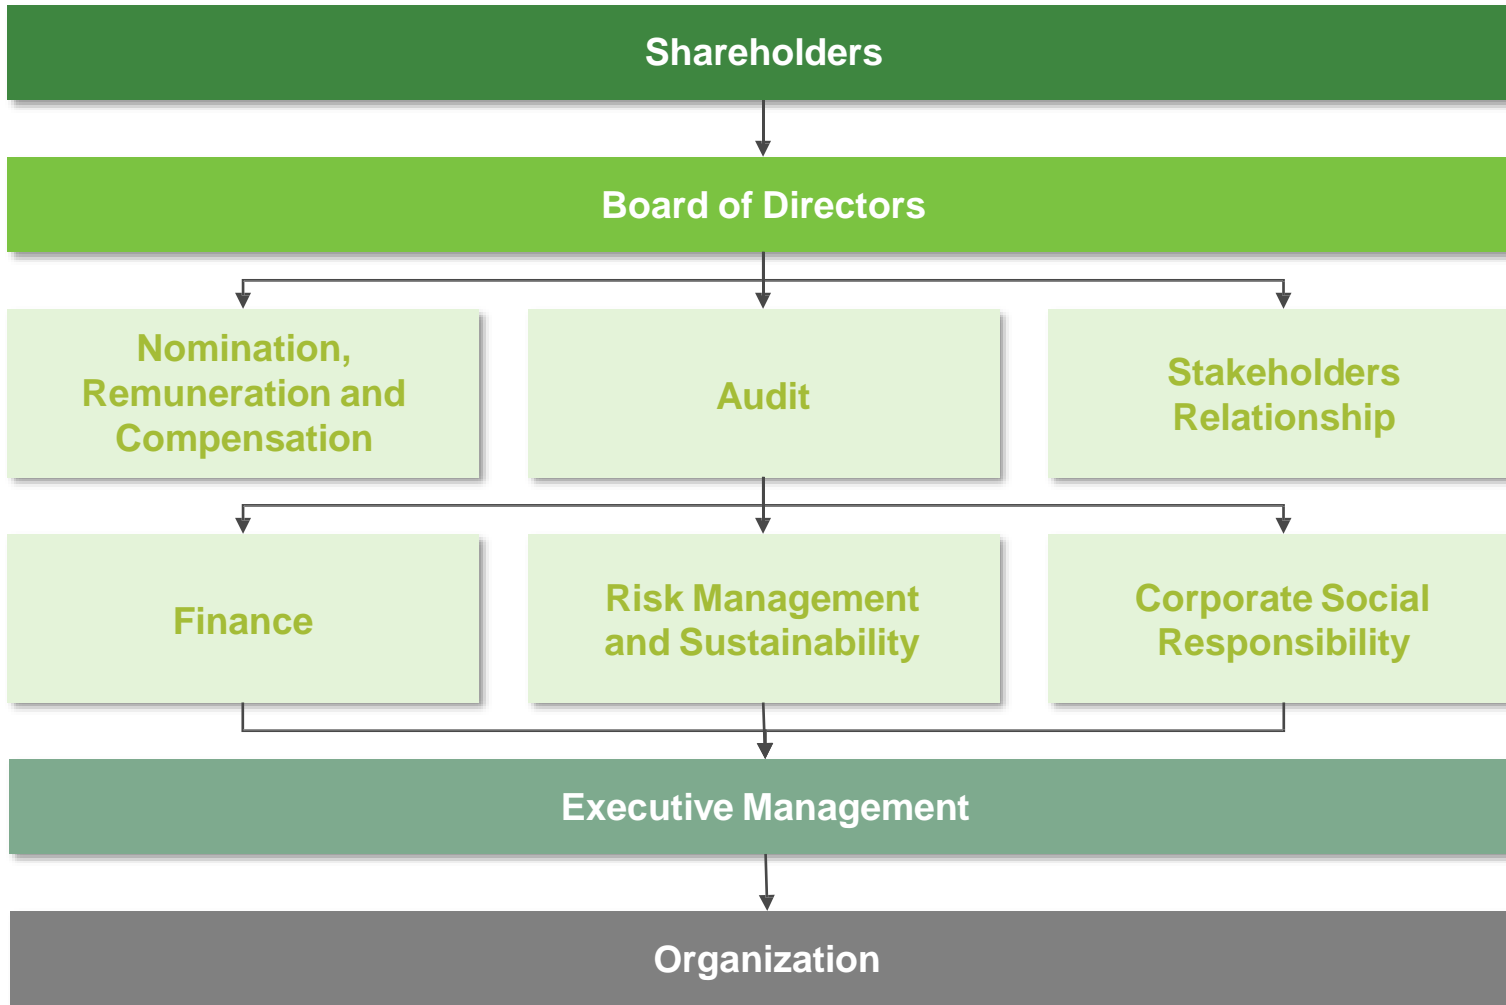 Shareholders
Board of Directors
Nomination,
Remuneration and
Compensation
Audit
Stakeholders
Relationship
Finance
Risk Management
and Sustainability
Corporate Social
Responsibility
Executive Management
Organization